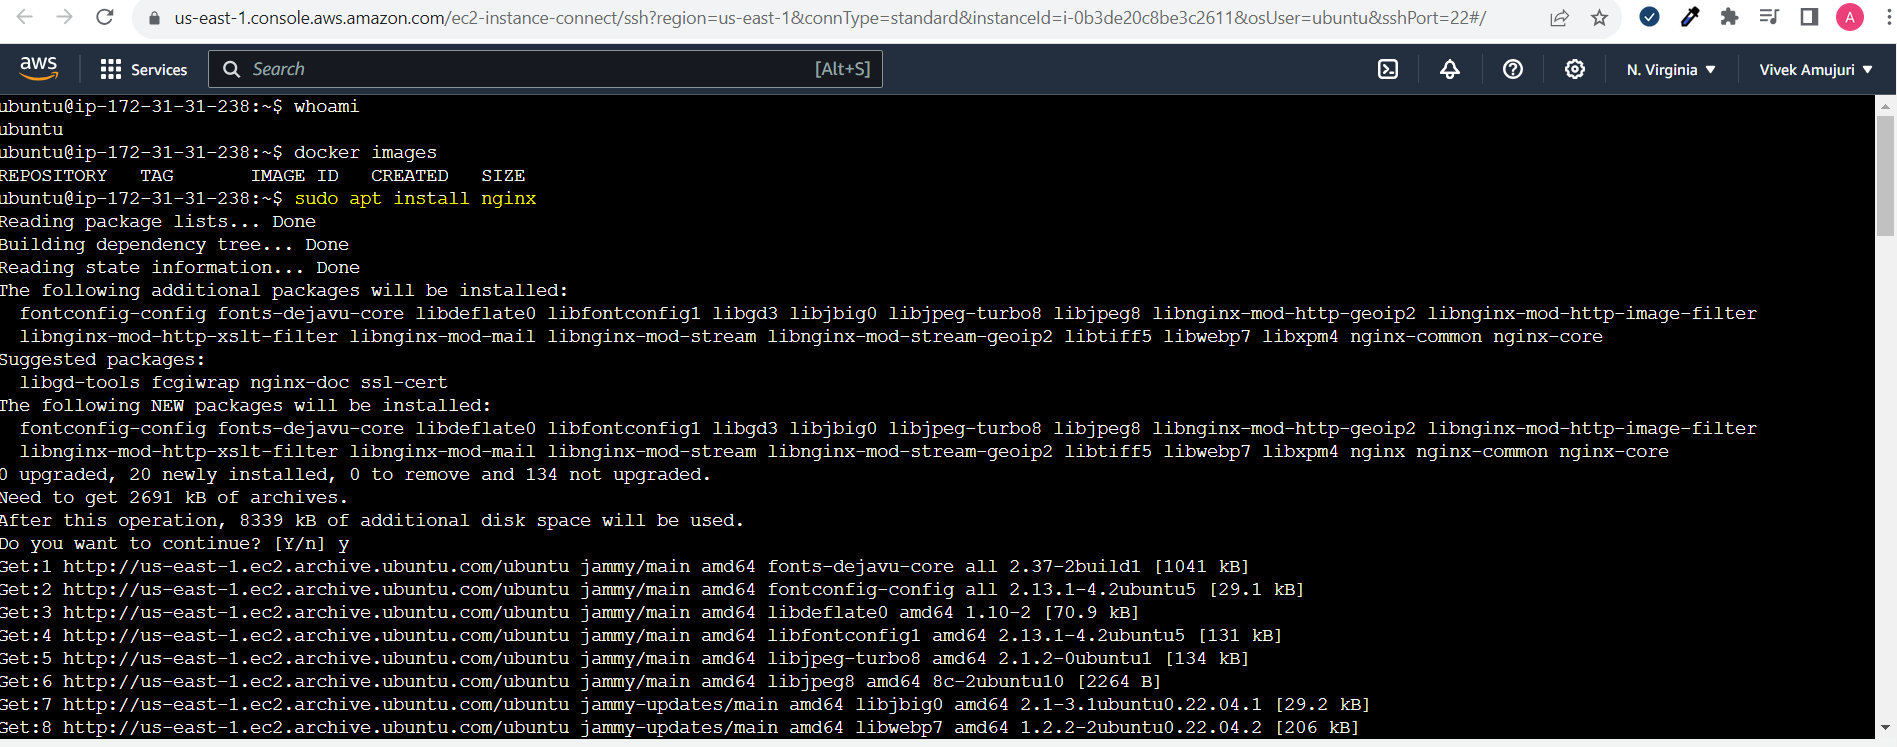 us-east-1.console.aws.amazon.com/ec2-instance-connect/ssh?region=us-east-1&connType=standard&instanceId=i-0b3de20c8be3c2611&osUser=ubuntu&sshPort=22#/
A
aws
Services
Search
[Alt+S]
N. Virginia
Vivek Amujuri
ubuntu@ip-172-31-31-238:~$ whoami
ubuntu
ubuntu@ip-172-31-31-238:~$ docker images
REPOSITORY   TAG       IMAGE ID   CREATED   SIZE
ubuntu@ip-172-31-31-238:~$ sudo apt install nginx
Reading package lists... Done
Building dependency tree... Done
Reading state information... Done
The following additional packages will be installed:
  fontconfig-config fonts-dejavu-core libdeflate0 libfontconfig1 libgd3 libjbig0 libjpeg-turbo8 libjpeg8 libnginx-mod-http-geoip2 libnginx-mod-http-image-filter
  libnginx-mod-http-xslt-filter libnginx-mod-mail libnginx-mod-stream libnginx-mod-stream-geoip2 libtiff5 libwebp7 libxpm4 nginx-common nginx-core
Suggested packages:
  libgd-tools fcgiwrap nginx-doc ssl-cert
The following NEW packages will be installed:
  fontconfig-config fonts-dejavu-core libdeflate0 libfontconfig1 libgd3 libjbig0 libjpeg-turbo8 libjpeg8 libnginx-mod-http-geoip2 libnginx-mod-http-image-filter
  libnginx-mod-http-xslt-filter libnginx-mod-mail libnginx-mod-stream libnginx-mod-stream-geoip2 libtiff5 libwebp7 libxpm4 nginx nginx-common nginx-core
0 upgraded, 20 newly installed, 0 to remove and 134 not upgraded.
Need to get 2691 kB of archives.
After this operation, 8339 kB of additional disk space will be used.
Do you want to continue? [Y/n] y
Get:1 http://us-east-1.ec2.archive.ubuntu.com/ubuntu jammy/main amd64 fonts-dejavu-core all 2.37-2build1 [1041 kB]
Get:2 http://us-east-1.ec2.archive.ubuntu.com/ubuntu jammy/main amd64 fontconfig-config all 2.13.1-4.2ubuntu5 [29.1 kB]
Get:3 http://us-east-1.ec2.archive.ubuntu.com/ubuntu jammy/main amd64 libdeflate0 amd64 1.10-2 [70.9 kB]
Get:4 http://us-east-1.ec2.archive.ubuntu.com/ubuntu jammy/main amd64 libfontconfig1 amd64 2.13.1-4.2ubuntu5 [131 kB]
Get:5 http://us-east-1.ec2.archive.ubuntu.com/ubuntu jammy/main amd64 libjpeg-turbo8 amd64 2.1.2-0ubuntu1 [134 kB]
Get:6 http://us-east-1.ec2.archive.ubuntu.com/ubuntu jammy/main amd64 libjpeg8 amd64 8c-2ubuntu10 [2264 B]
Get:7 http://us-east-1.ec2.archive.ubuntu.com/ubuntu jammy-updates/main amd64 libjbig0 amd64 2.1-3.1ubuntu0.22.04.1 [29.2 kB]
Get:8 http://us-east-1.ec2.archive.ubuntu.com/ubuntu jammy-updates/main amd64 libwebp7 amd64 1.2.2-2ubuntu0.22.04.2 [206 kB]